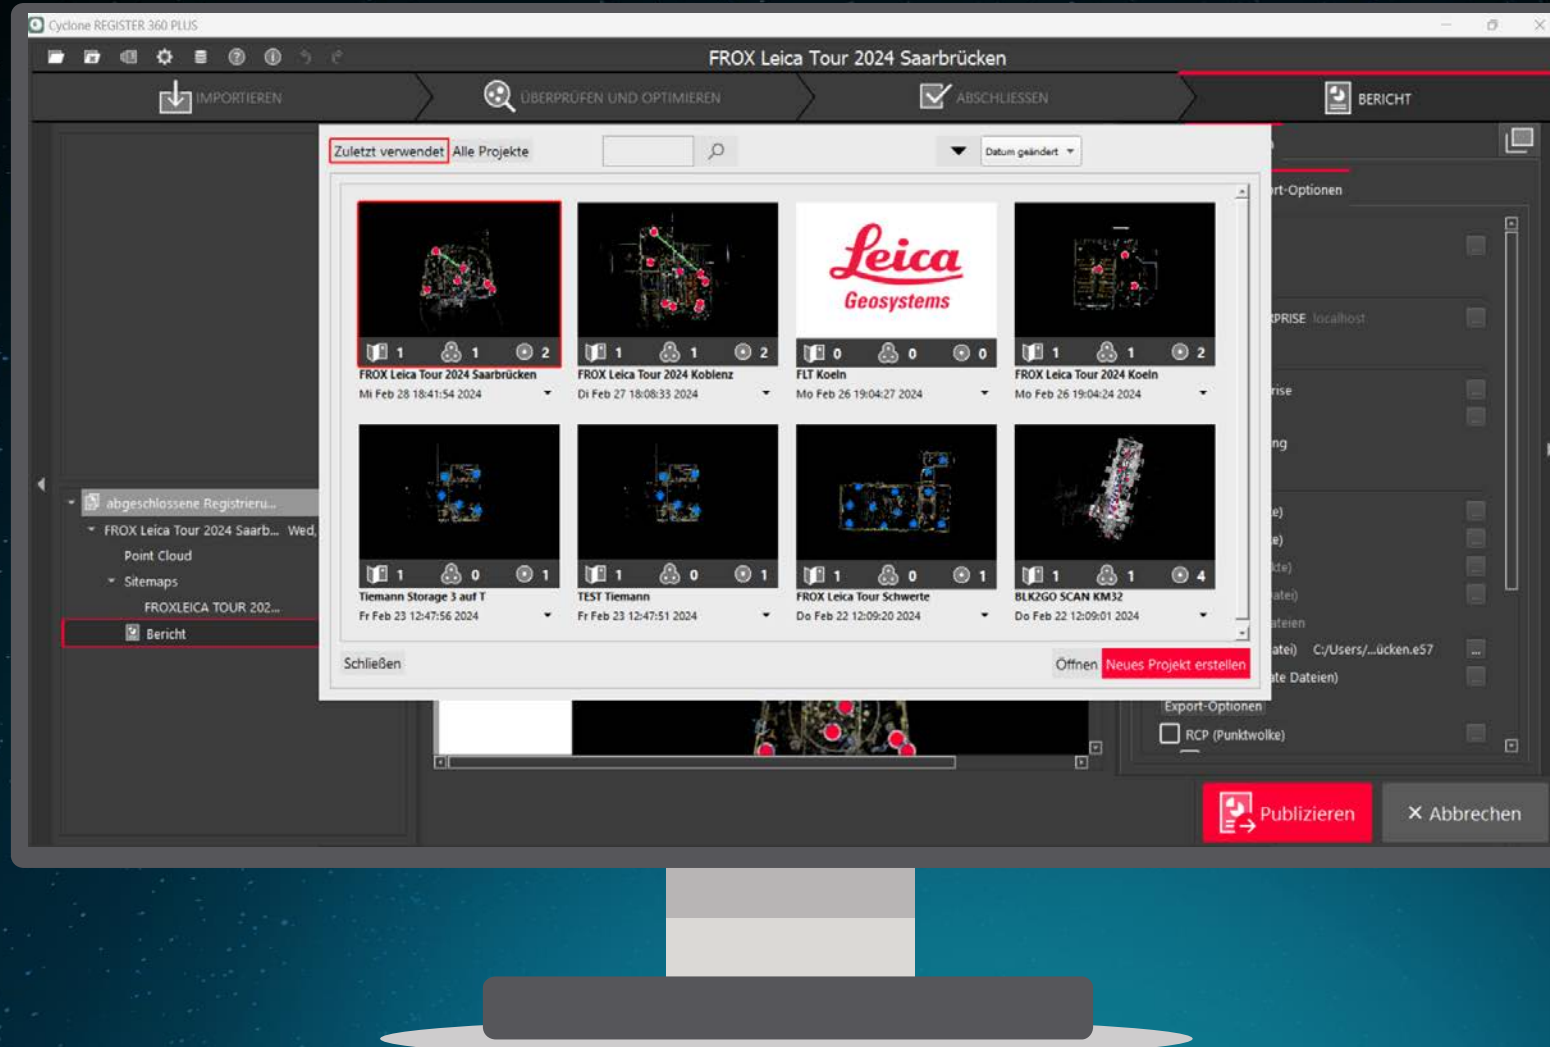 Cyclone REGISTER 360 PLUS
FROX Leica Tour 2024 Saarbrücken
IMPORTIEREN
ÜBERPRÜFEN UND OPTIMIEREN
ABSCHLIESSEN
BERICHT
Zuletzt verwendet Alle Projekte
Datum geändert
rt-Optionen
Leica
Geosystems
1 1 2
1 1 2
0 0 0
1 1 2
FROX Leica Tour 2024 Saarbrücken
Mi Feb 28 18:41:54 2024
FROX Leica Tour 2024 Koblenz
Di Feb 27 18:08:33 2024
FLT Koeln
Mo Feb 26 19:04:27 2024
FROX Leica Tour 2024 Koeln
Mo Feb 26 19:04:24 2024
1 0 1
1 0 1
1 0 1
1 1 4
Tiemann Storage 3 auf T
Fr Feb 23 12:47:56 2024
TEST Tiemann
Fr Feb 23 12:47:51 2024
FROX Leica Tour Schwerte
Do Feb 22 12:09:20 2024
BLK2GO SCAN KM32
Do Feb 22 12:09:01 2024
Schließen
Öffnen
Neues Projekt erstellen
abgeschlossene Registrieru...
FROX Leica Tour 2024 Saarb... Wed,
Point Cloud
Sitemaps
FROXLEICA TOUR 202...
Bericht
RPRISE localhost
rise
ng
te)
te)
kte)
atei)
ateien
atei) C:/Users/...ücken.e57
te Dateien)
Export-Optionen
RCP (Punktwolke)
Publizieren
Abbrechen